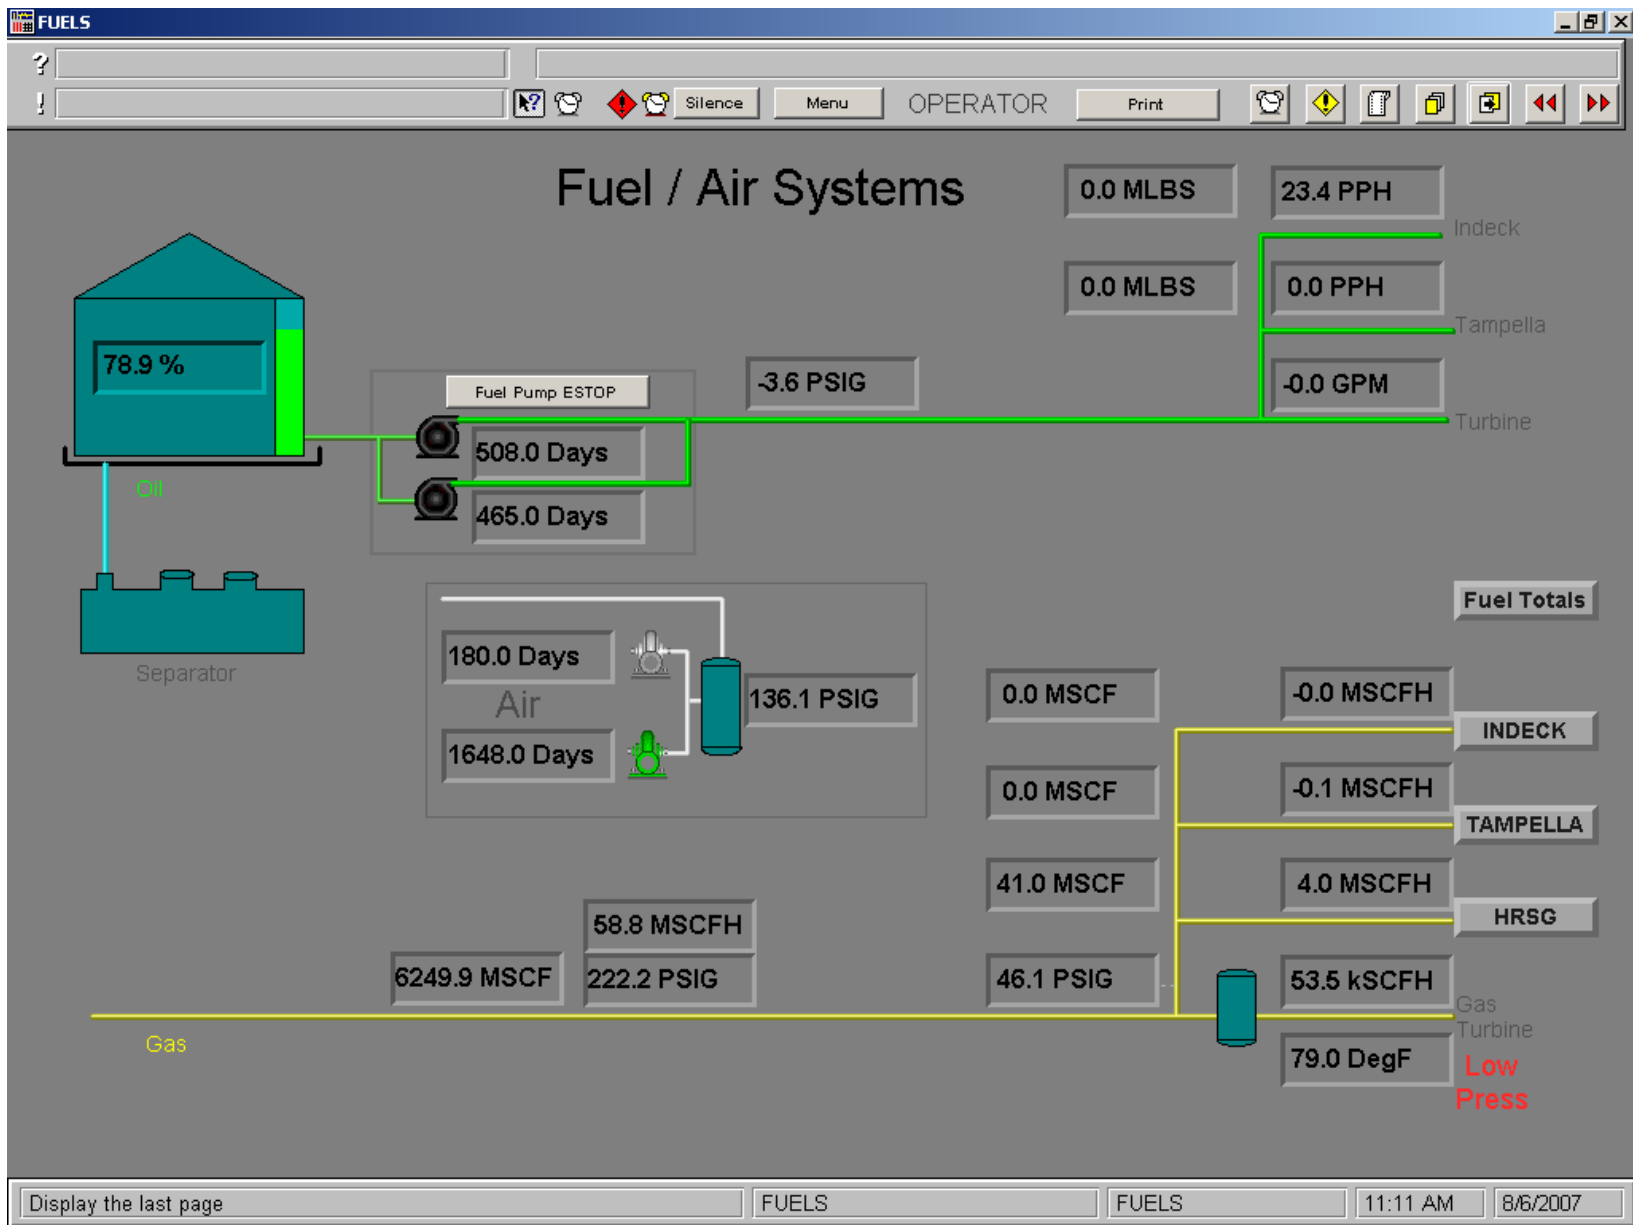 FUELS
?
!
Silence
Menu
OPERATOR
Print
Fuel / Air Systems
0.0 MLBS
23.4 PPH
Indeck
0.0 MLBS
0.0 PPH
Tampella
78.9 %
-3.6 PSIG
-0.0 GPM
Turbine
Fuel Pump ESTOP
508.0 Days
465.0 Days
Oil
Separator
Fuel Totals
180.0 Days
Air
136.1 PSIG
1648.0 Days
0.0 MSCF
-0.0 MSCFH
INDECK
0.0 MSCF
-0.1 MSCFH
TAMPELLA
41.0 MSCF
4.0 MSCFH
HRSG
58.8 MSCFH
6249.9 MSCF
222.2 PSIG
46.1 PSIG
53.5 kSCFH
Gas
Turbine
Gas
79.0 DegF
Low
Press
Display the last page
FUELS
FUELS
11:11 AM
8/6/2007